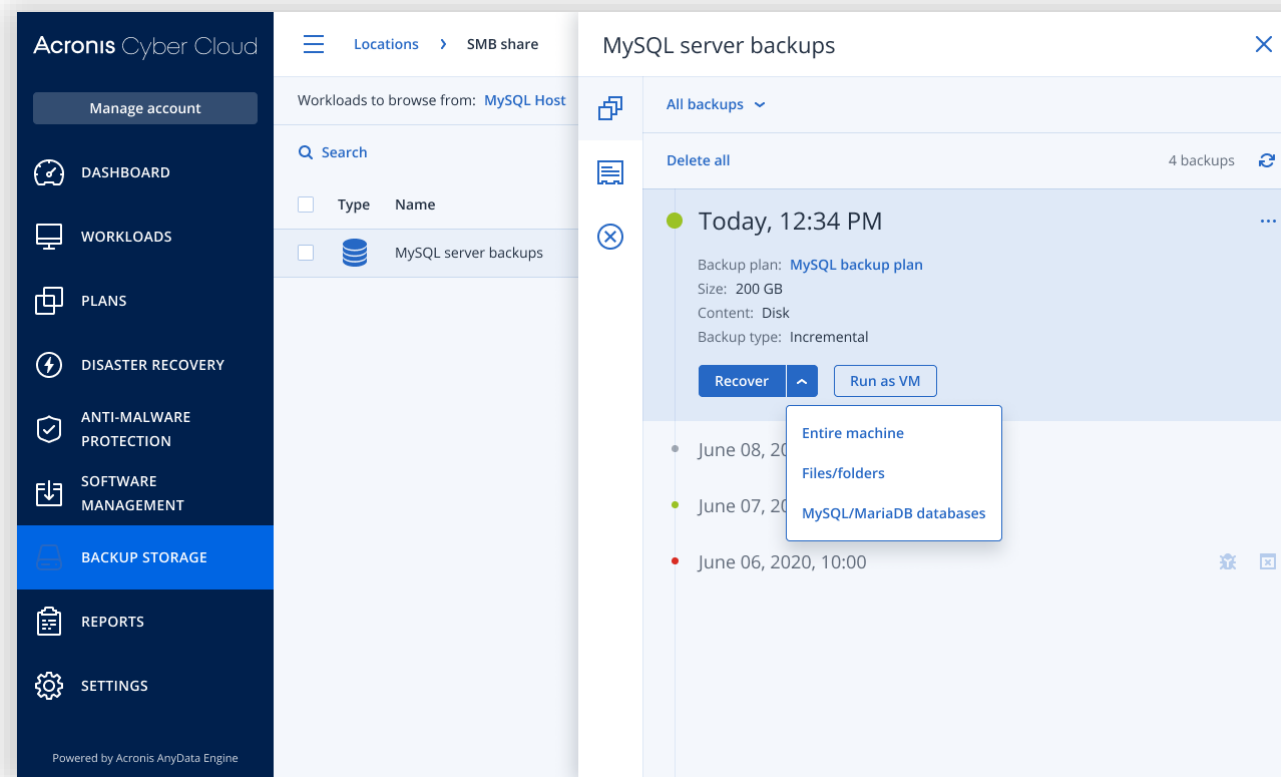 Acronis Cyber Cloud
Manage account
DASHBOARD
WORKLOADS
PLANS
DISASTER RECOVERY
ANTI-MALWARE
PROTECTION
SOFTWARE
MANAGEMENT
BACKUP STORAGE
REPORTS
SETTINGS
Powered by Acronis AnyData Engine
Locations > SMB share
Workloads to browse from: MySQL Host
Search
Type Name
MySQL server backups
MySQL server backups
All backups
Delete all 4 backups
Today, 12:34 PM
Backup plan: MySQL backup plan
Size: 200 GB
Content: Disk
Backup type: Incremental
Recover Run as VM
Entire machine
Files/folders
MySQL/MariaDB databases
June 08, 20
June 07, 20
June 06, 2020, 10:00